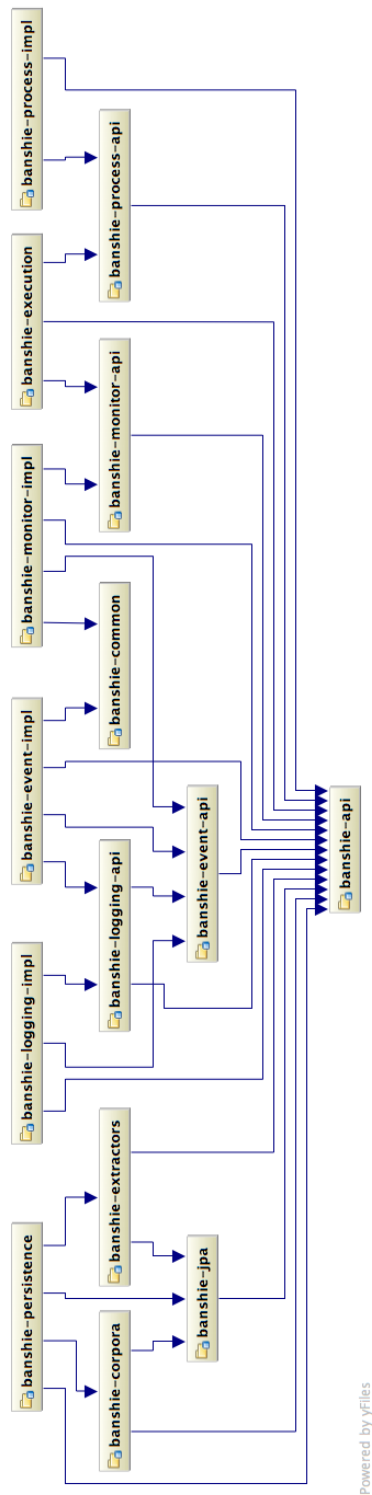 banshie-persistence
banshie-logging-impl
banshie-event-impl
banshie-monitor-impl
banshie-execution
banshie-process-impl
banshie-corpora
banshie-extractors
banshie-logging-api
banshie-common
banshie-monitor-api
banshie-process-api
banshie-jpa
banshie-event-api
banshie-api
Powered by yFiles